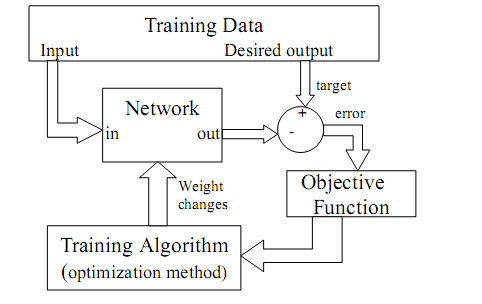 Training Data
Input
Desired output
target
Network
+
error
in
out
-
Weight
changes
Objective
Function
Training Algorithm
(optimization method)